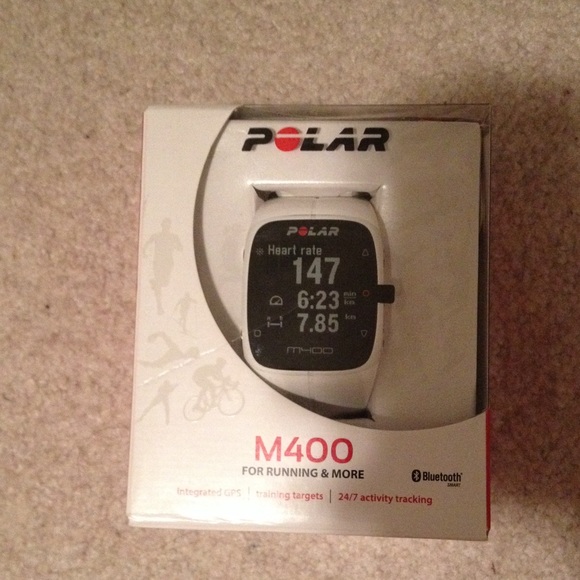 POLAR
POLAR
Heart rate
147
6:23 min km
7.85 km
M400
M400
FOR RUNNING & MORE
Bluetooth
SMART
Integrated GPS | training targets | 24/7 activity tracking